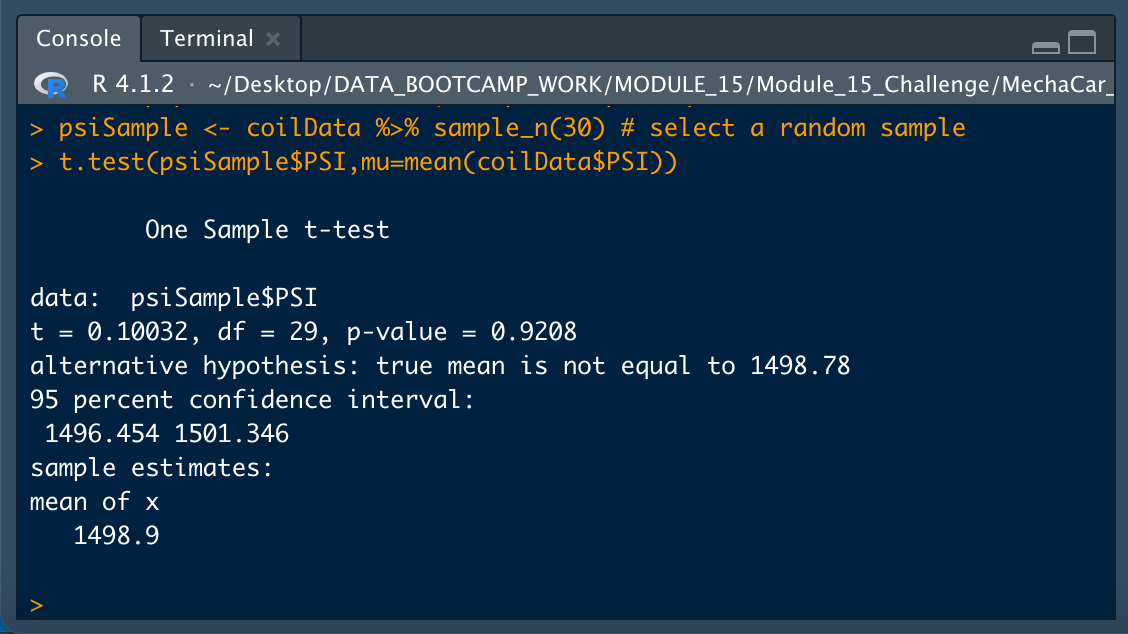 Console Terminal ×
R R 4.1.2 · ~/Desktop/DATA_BOOTCAMP_WORK/MODULE_15/Module_15_Challenge/MechaCar_
> psiSample <- coilData %>% sample_n(30) # select a random sample
> t.test(psiSample$PSI,mu=mean(coilData$PSI))
One Sample t-test
data:  psiSample$PSI
t = 0.10032, df = 29, p-value = 0.9208
alternative hypothesis: true mean is not equal to 1498.78
95 percent confidence interval:
1496.454 1501.346
sample estimates:
mean of x
1498.9
>